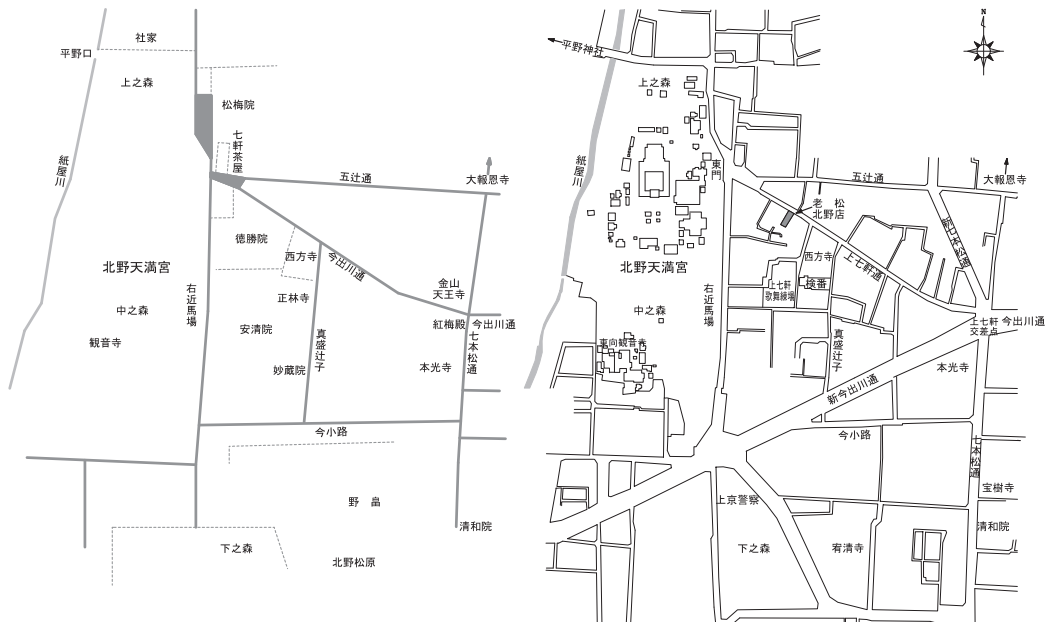 社家
平野口
上之森
松梅院
七軒茶屋
紙屋川
五辻通
大報恩寺
徳勝院
西方寺
今出川通
北野天満宮
正林寺
金山
天王寺
右近馬場
中之森
安清院
真盛辻子
紅梅殿
今出川通
七本松通
観音寺
妙蔵院
本光寺
今小路
野 畠
清和院
下之森
北野松原
N
平野神社
上之森
紙屋川
東門
五辻通
大報恩寺
老 松
北野店
西方寺
上七軒通
北野天満宮
上七軒
歌舞練場
検番
右近馬場
中之森
上七軒
交差点
今出川通
真盛辻子
東向観音寺
本光寺
新今出川通
今小路
七本松通
宝樹寺
上京警察
清和院
下之森
宥清寺